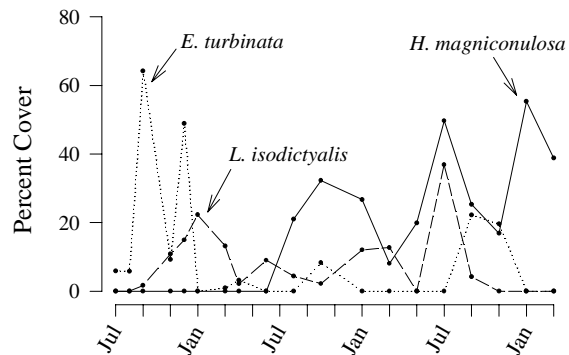 80
E. turbinata
H. magniconulosa
60
Percent Cover
40
L. isodictyalis
20
0
Jul
Jan
Jul
Jan
Jul
Jan